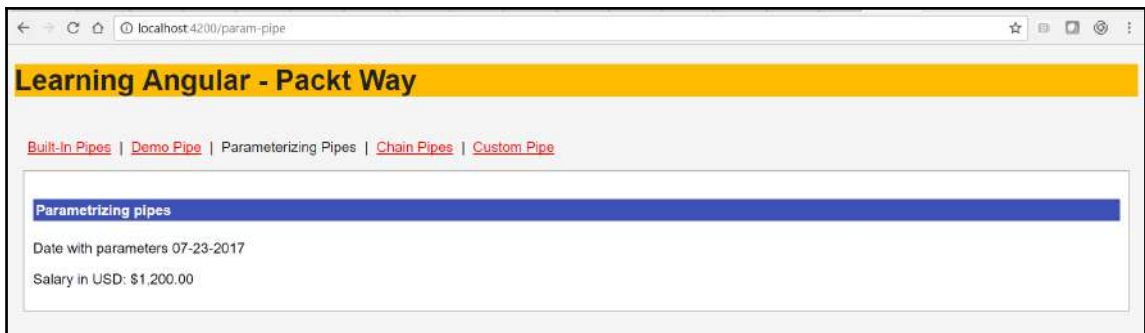 localhost:4200/param-pipe
Learning Angular - Packt Way
Built-In Pipes | Demo Pipe | Parameterizing Pipes | Chain Pipes | Custom Pipe
Parametrizing pipes
Date with parameters 07-23-2017
Salary in USD: $1,200.00